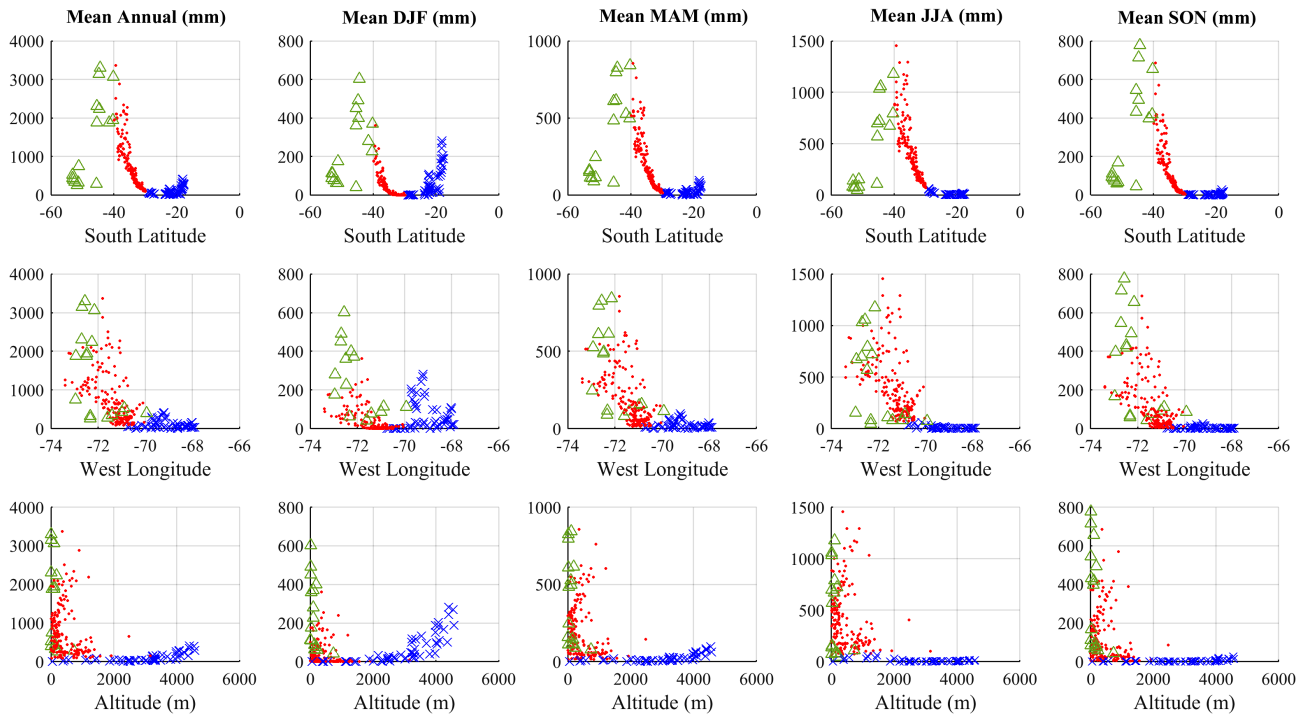 Mean Annual (mm) Mean DJF (mm) Mean MAM (mm) Mean JJA (mm) Mean SON (mm)
4000 800 1000 1500 800
3000 600 1000 600
2000 400 500 400
1000 200 500 200
0 0 0 0 0
-60 -40 -20 0 -60 -40 -20 0 -60 -40 -20 0 -60 -40 -20 0 -60 -40 -20 0
South Latitude South Latitude South Latitude South Latitude South Latitude
4000 800 1000 1500 800
3000 600 1000 600
2000 400 500 400
1000 200 500 200
0 0 0 0 0
-74 -72 -70 -68 -66 -74 -72 -70 -68 -66 -74 -72 -70 -68 -66 -74 -72 -70 -68 -66 -74 -72 -70 -68 -66
West Longitude West Longitude West Longitude West Longitude West Longitude
4000 800 1000 1500 800
3000 600 1000 600
2000 400 500 400
1000 200 500 200
0 0 0 0 0
0 2000 4000 6000 0 2000 4000 6000 0 2000 4000 6000 0 2000 4000 6000 0 2000 4000 6000
Altitude (m) Altitude (m) Altitude (m) Altitude (m) Altitude (m)